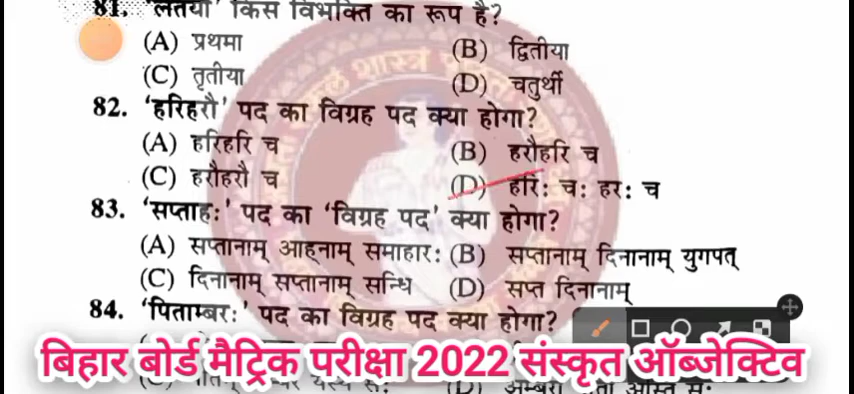 81. 'लतया' किस विभक्ति का रूप है?
(A) प्रथमा (B) द्वितीया
(C) तृतीया (D) चतुर्थी
82. 'हरिहरौ' पद का विग्रह पद क्या होगा?
(A) हरिहरि च (B) हरौहरि च
(C) हरौहरौ च (D) हरिः चः हरः च
83. 'सप्ताहः' पद का 'विग्रह पद' क्या होगा?
(A) सप्तानाम् आह्नाम् समाहारः (B) सप्तानाम् दिनानाम् युगपत्
(C) दिनानाम् सप्तानाम् सन्धि (D) सप्त दिनानाम्
84. 'पिताम्बरः' पद का विग्रह पद क्या होगा?
बिहार बोर्ड मैट्रिक परीक्षा 2022 संस्कृत ऑब्जेक्टिव